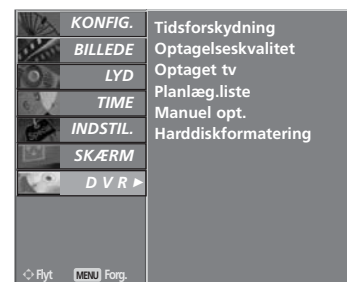 KONFIG.
BILLEDE
LYD
TIME
INDSTIL.
SKÆRM
D V R
Tidsforskydning
Optagelseskvalitet
Optaget tv
Planlæg.liste
Manuel opt.
Harddiskformatering
Flyt MENU Forg.